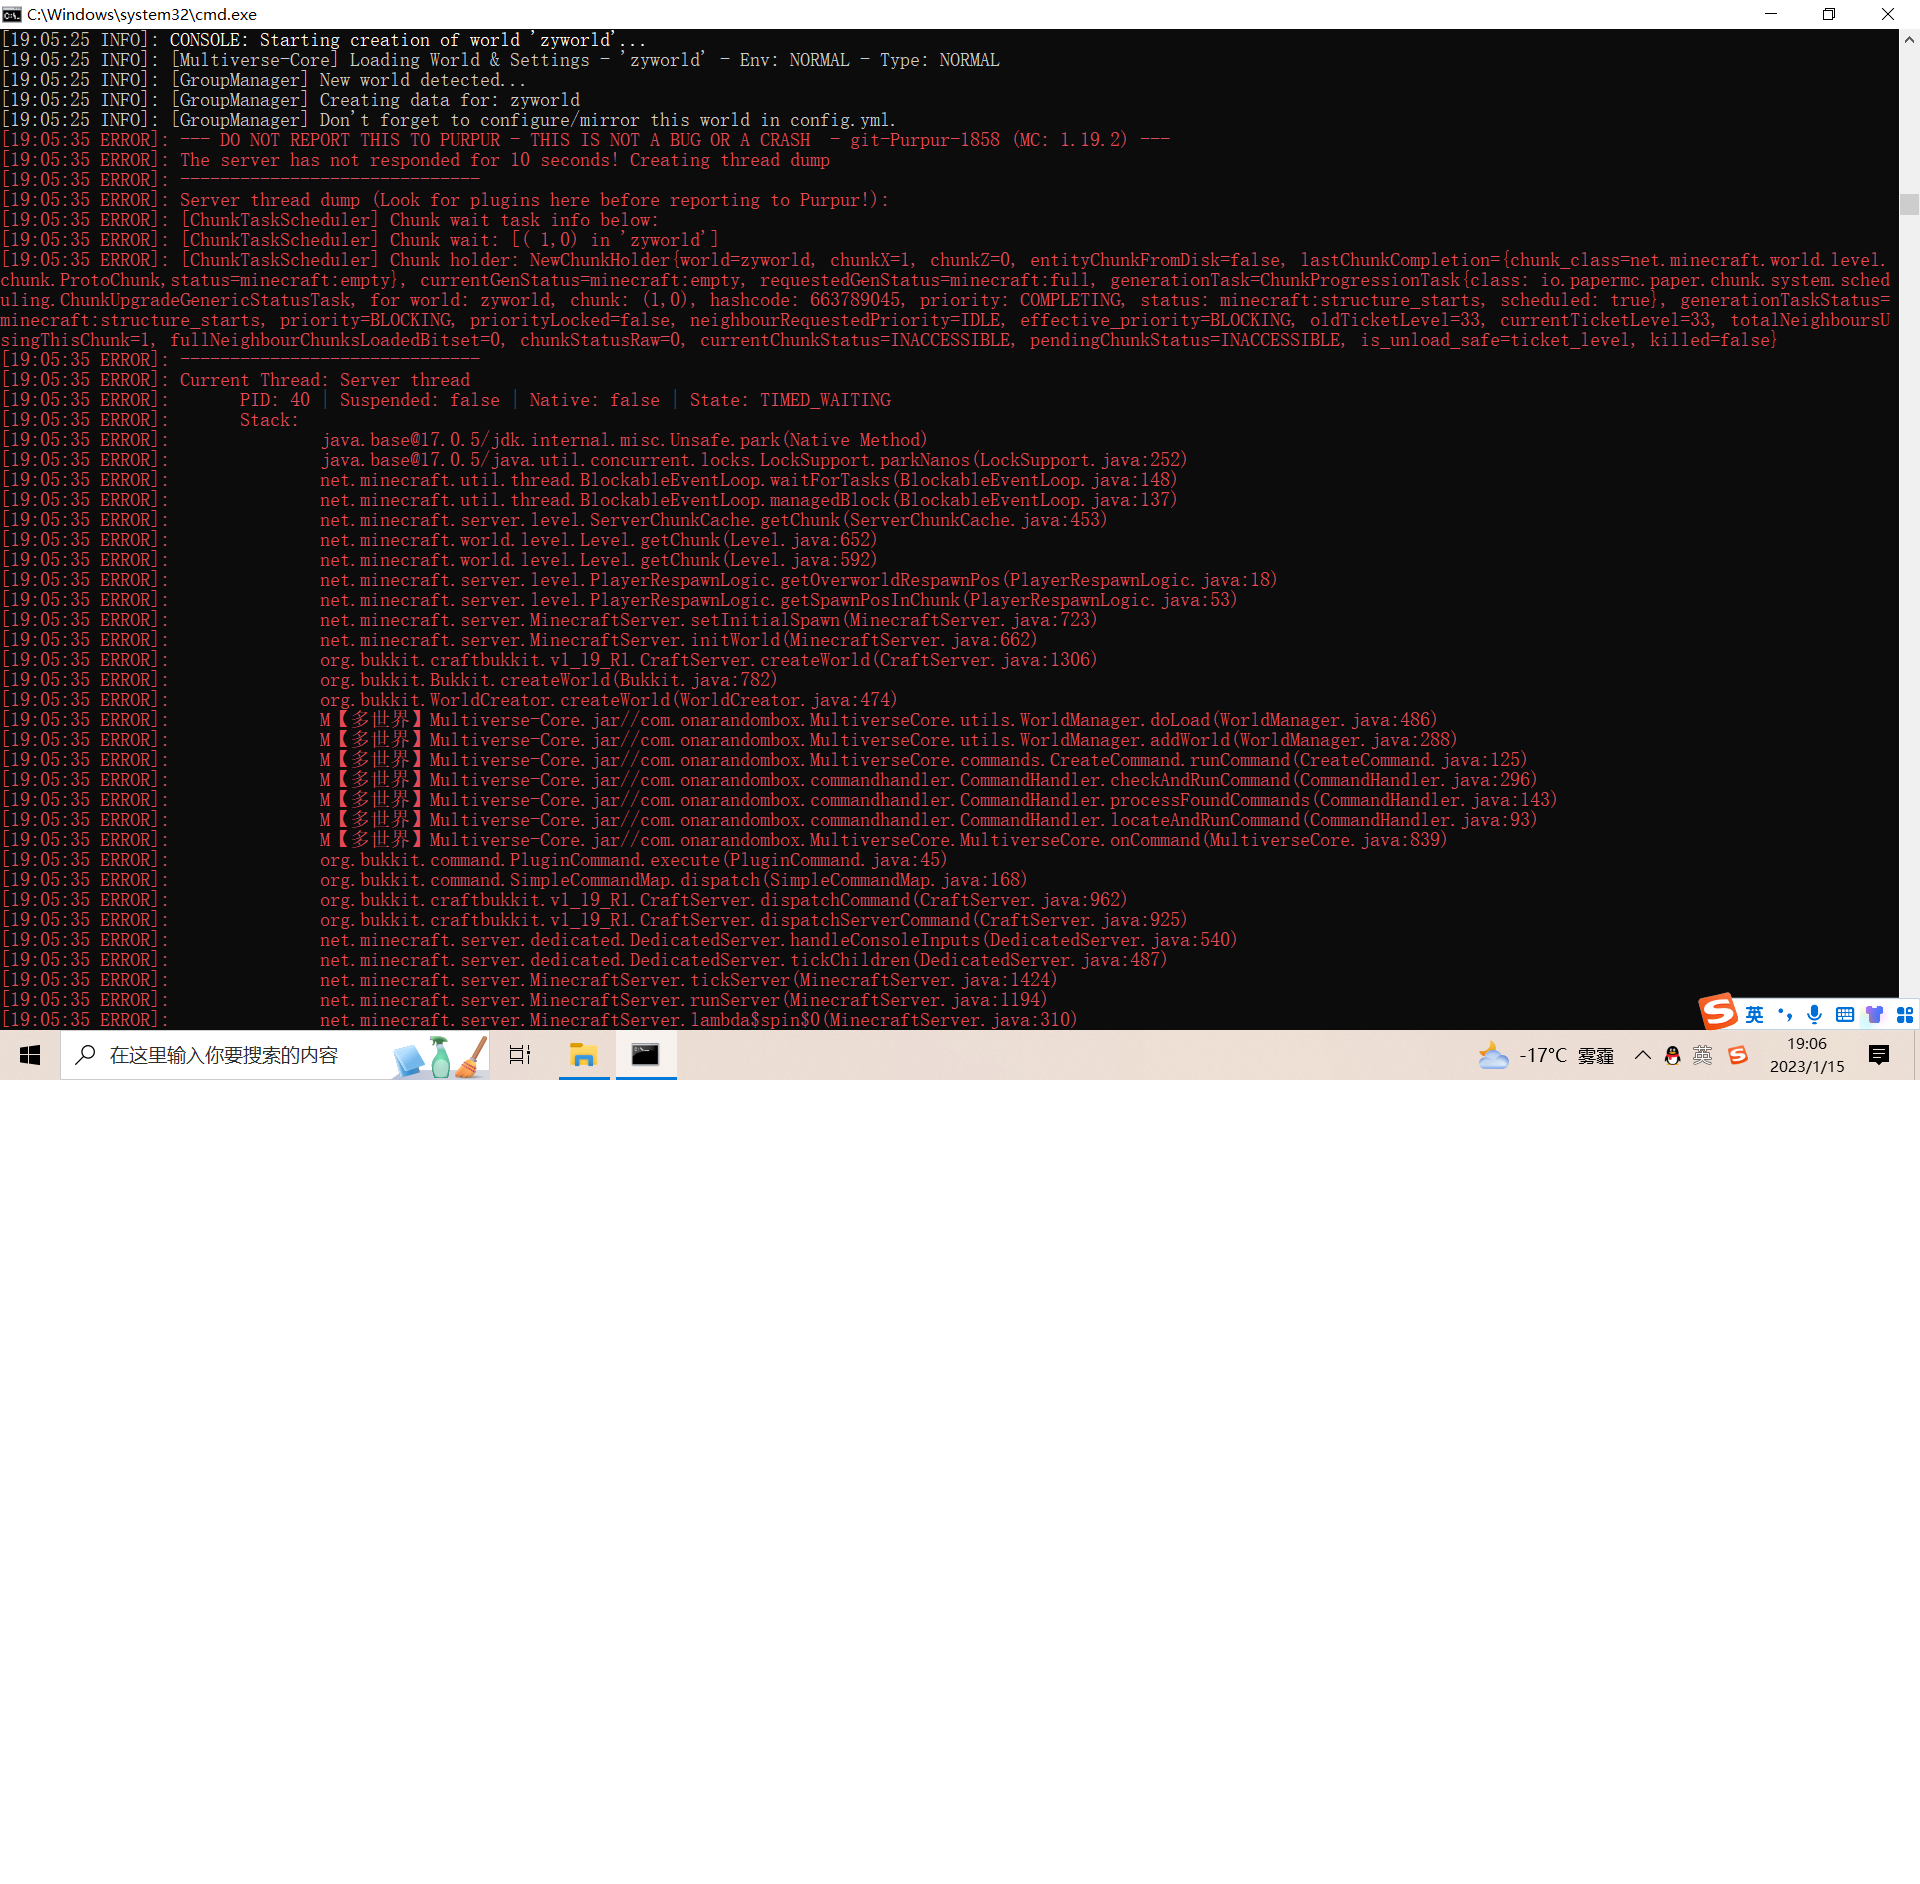 C:\Windows\system32\cmd.exe
[19:05:25 INFO]: CONSOLE: Starting creation of world 'zyworld'...
[19:05:25 INFO]: [Multiverse-Core] Loading World & Settings - 'zyworld' - Env: NORMAL - Type: NORMAL
[19:05:25 INFO]: [GroupManager] New world detected...
[19:05:25 INFO]: [GroupManager] Creating data for: zyworld
[19:05:25 INFO]: [GroupManager] Don't forget to configure/mirror this world in config.yml.
[19:05:35 ERROR]: --- DO NOT REPORT THIS TO PURPUR - THIS IS NOT A BUG OR A CRASH  - git-Purpur-1858 (MC: 1.19.2) ---
[19:05:35 ERROR]: The server has not responded for 10 seconds! Creating thread dump
[19:05:35 ERROR]: ------------------------------
[19:05:35 ERROR]: Server thread dump (Look for plugins here before reporting to Purpur!):
[19:05:35 ERROR]: [ChunkTaskScheduler] Chunk wait task info below:
[19:05:35 ERROR]: [ChunkTaskScheduler] Chunk wait: [( 1,0) in 'zyworld']
[19:05:35 ERROR]: [ChunkTaskScheduler] Chunk holder: NewChunkHolder{world=zyworld, chunkX=1, chunkZ=0, entityChunkFromDisk=false, lastChunkCompletion={chunk_class=net.minecraft.world.level.
chunk.ProtoChunk,status=minecraft:empty}, currentGenStatus=minecraft:empty, requestedGenStatus=minecraft:full, generationTask=ChunkProgressionTask{class: io.papermc.paper.chunk.system.sched
uling.ChunkUpgradeGenericStatusTask, for world: zyworld, chunk: (1,0), hashcode: 663789045, priority: COMPLETING, status: minecraft:structure_starts, scheduled: true}, generationTaskStatus=
minecraft:structure_starts, priority=BLOCKING, priorityLocked=false, neighbourRequestedPriority=IDLE, effective_priority=BLOCKING, oldTicketLevel=33, currentTicketLevel=33, totalNeighboursU
singThisChunk=1, fullNeighbourChunksLoadedBitset=0, chunkStatusRaw=0, currentChunkStatus=INACCESSIBLE, pendingChunkStatus=INACCESSIBLE, is_unload_safe=ticket_level, killed=false}
[19:05:35 ERROR]: ------------------------------
[19:05:35 ERROR]: Current Thread: Server thread
[19:05:35 ERROR]: PID: 40 | Suspended: false | Native: false | State: TIMED_WAITING
[19:05:35 ERROR]: Stack:
[19:05:35 ERROR]: java.base@17.0.5/jdk.internal.misc.Unsafe.park(Native Method)
[19:05:35 ERROR]: java.base@17.0.5/java.util.concurrent.locks.LockSupport.parkNanos(LockSupport.java:252)
[19:05:35 ERROR]: net.minecraft.util.thread.BlockableEventLoop.waitForTasks(BlockableEventLoop.java:148)
[19:05:35 ERROR]: net.minecraft.util.thread.BlockableEventLoop.managedBlock(BlockableEventLoop.java:137)
[19:05:35 ERROR]: net.minecraft.server.level.ServerChunkCache.getChunk(ServerChunkCache.java:453)
[19:05:35 ERROR]: net.minecraft.world.level.Level.getChunk(Level.java:652)
[19:05:35 ERROR]: net.minecraft.world.level.Level.getChunk(Level.java:592)
[19:05:35 ERROR]: net.minecraft.server.level.PlayerRespawnLogic.getOverworldRespawnPos(PlayerRespawnLogic.java:18)
[19:05:35 ERROR]: net.minecraft.server.level.PlayerRespawnLogic.getSpawnPosInChunk(PlayerRespawnLogic.java:53)
[19:05:35 ERROR]: net.minecraft.server.MinecraftServer.setInitialSpawn(MinecraftServer.java:723)
[19:05:35 ERROR]: net.minecraft.server.MinecraftServer.initWorld(MinecraftServer.java:662)
[19:05:35 ERROR]: org.bukkit.craftbukkit.v1_19_R1.CraftServer.createWorld(CraftServer.java:1306)
[19:05:35 ERROR]: org.bukkit.Bukkit.createWorld(Bukkit.java:782)
[19:05:35 ERROR]: org.bukkit.WorldCreator.createWorld(WorldCreator.java:474)
[19:05:35 ERROR]: M【多世界】Multiverse-Core.jar//com.onarandombox.MultiverseCore.utils.WorldManager.doLoad(WorldManager.java:486)
[19:05:35 ERROR]: M【多世界】Multiverse-Core.jar//com.onarandombox.MultiverseCore.utils.WorldManager.addWorld(WorldManager.java:288)
[19:05:35 ERROR]: M【多世界】Multiverse-Core.jar//com.onarandombox.MultiverseCore.commands.CreateCommand.runCommand(CreateCommand.java:125)
[19:05:35 ERROR]: M【多世界】Multiverse-Core.jar//com.onarandombox.commandhandler.CommandHandler.checkAndRunCommand(CommandHandler.java:296)
[19:05:35 ERROR]: M【多世界】Multiverse-Core.jar//com.onarandombox.commandhandler.CommandHandler.processFoundCommands(CommandHandler.java:143)
[19:05:35 ERROR]: M【多世界】Multiverse-Core.jar//com.onarandombox.commandhandler.CommandHandler.locateAndRunCommand(CommandHandler.java:93)
[19:05:35 ERROR]: M【多世界】Multiverse-Core.jar//com.onarandombox.MultiverseCore.MultiverseCore.onCommand(MultiverseCore.java:839)
[19:05:35 ERROR]: org.bukkit.command.PluginCommand.execute(PluginCommand.java:45)
[19:05:35 ERROR]: org.bukkit.command.SimpleCommandMap.dispatch(SimpleCommandMap.java:168)
[19:05:35 ERROR]: org.bukkit.craftbukkit.v1_19_R1.CraftServer.dispatchCommand(CraftServer.java:962)
[19:05:35 ERROR]: org.bukkit.craftbukkit.v1_19_R1.CraftServer.dispatchServerCommand(CraftServer.java:925)
[19:05:35 ERROR]: net.minecraft.server.dedicated.DedicatedServer.handleConsoleInputs(DedicatedServer.java:540)
[19:05:35 ERROR]: net.minecraft.server.dedicated.DedicatedServer.tickChildren(DedicatedServer.java:487)
[19:05:35 ERROR]: net.minecraft.server.MinecraftServer.tickServer(MinecraftServer.java:1424)
[19:05:35 ERROR]: net.minecraft.server.MinecraftServer.runServer(MinecraftServer.java:1194)
[19:05:35 ERROR]: net.minecraft.server.MinecraftServer.lambda$spin$0(MinecraftServer.java:310)
英
在这里输入你要搜索的内容
-17°C 雾霾
英
19:06
2023/1/15